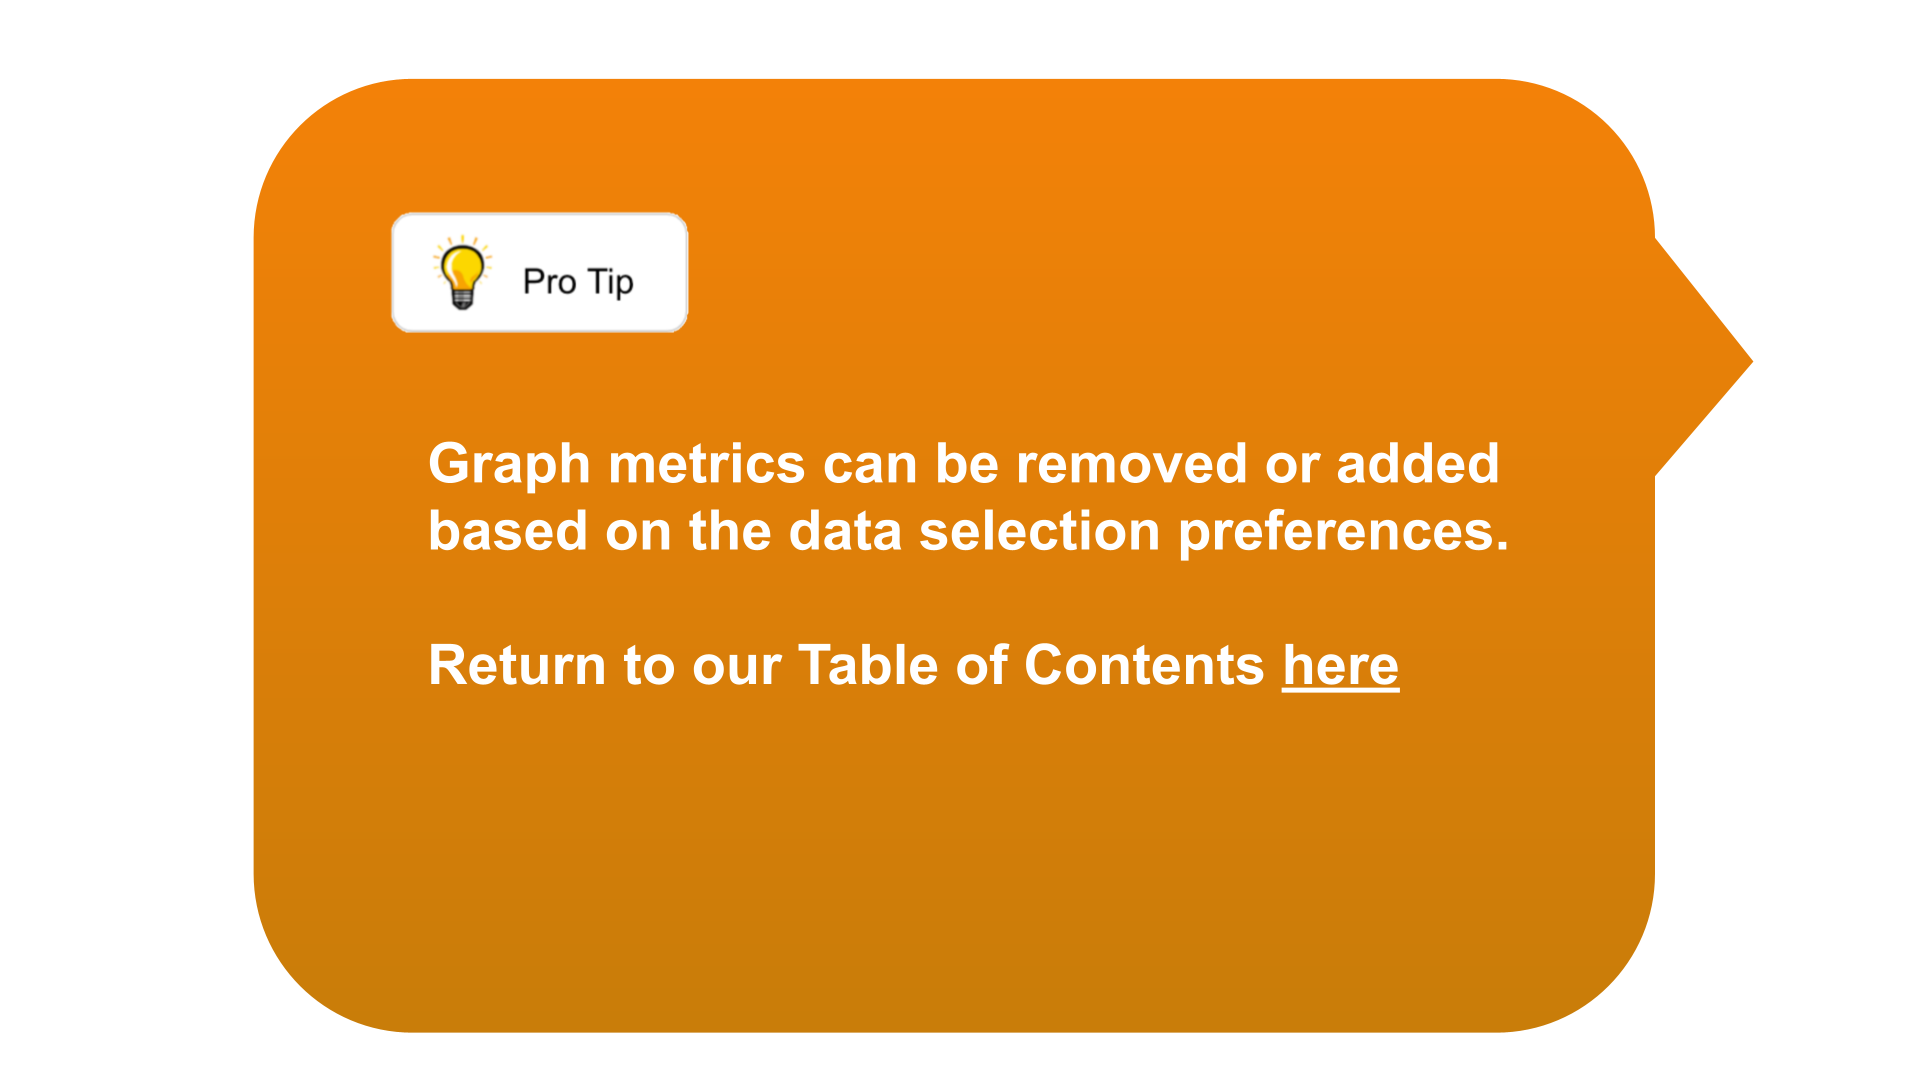 Pro Tip
Graph metrics can be removed or added
based on the data selection preferences.
Return to our Table of Contents here